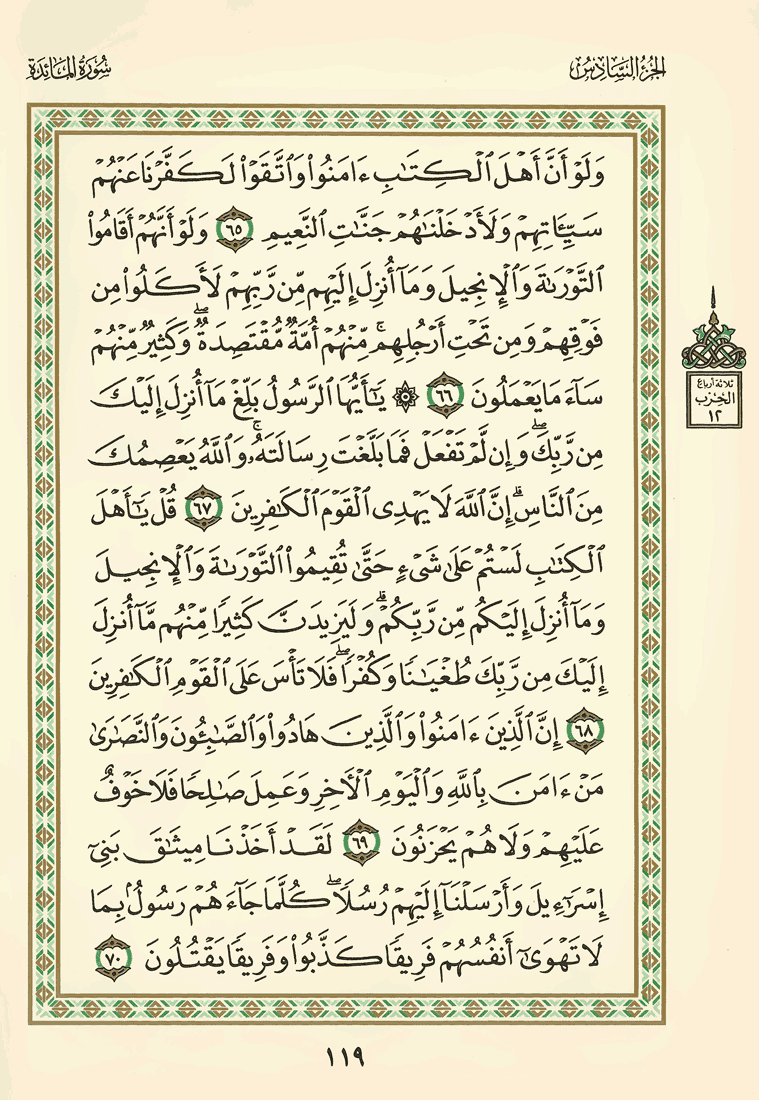 الجزء السادس
سورة المائدة
وَلَوْ أَنَّ أَهْلَ ٱلْكِتَٰبِ ءَامَنُوا۟ وَٱتَّقَوْا۟ لَكَفَّرْنَا عَنْهُمْ
سَيِّـَٔاتِهِمْ وَلَأَدْخَلْنَٰهُمْ جَنَّٰتِ ٱلنَّعِيمِ ٦٥ وَلَوْ أَنَّهُمْ أَقَامُوا۟
ٱلتَّوْرَىٰةَ وَٱلْإِنجِيلَ وَمَآ أُنزِلَ إِلَيْهِم مِّن رَّبِّهِمْ لَأَكَلُوا۟ مِن
فَوْقِهِمْ وَمِن تَحْتِ أَرْجُلِهِم ۚ مِّنْهُمْ أُمَّةٌ مُّقْتَصِدَةٌ ۖ وَكَثِيرٌ مِّنْهُمْ
سَآءَ مَا يَعْمَلُونَ ٦٦ ۞ يَٰٓأَيُّهَا ٱلرَّسُولُ بَلِّغْ مَآ أُنزِلَ إِلَيْكَ
ثلاثة أرباع
الحزب
١٢
مِن رَّبِّكَ ۖ وَإِن لَّمْ تَفْعَلْ فَمَا بَلَّغْتَ رِسَالَتَهُۥ ۚ وَٱللَّهُ يَعْصِمُكَ
مِنَ ٱلنَّاسِ ۗ إِنَّ ٱللَّهَ لَا يَهْدِى ٱلْقَوْمَ ٱلْكَٰفِرِينَ ٦٧ قُلْ يَٰٓأَهْلَ
ٱلْكِتَٰبِ لَسْتُمْ عَلَىٰ شَىْءٍ حَتَّىٰ تُقِيمُوا۟ ٱلتَّوْرَىٰةَ وَٱلْإِنجِيلَ
وَمَآ أُنزِلَ إِلَيْكُم مِّن رَّبِّكُمْ ۗ وَلَيَزِيدَنَّ كَثِيرًا مِّنْهُم مَّآ أُنزِلَ
إِلَيْكَ مِن رَّبِّكَ طُغْيَٰنًا وَكُفْرًا ۖ فَلَا تَأْسَ عَلَى ٱلْقَوْمِ ٱلْكَٰفِرِينَ
٦٨ إِنَّ ٱلَّذِينَ ءَامَنُوا۟ وَٱلَّذِينَ هَادُوا۟ وَٱلصَّٰبِـُٔونَ وَٱلنَّصَٰرَىٰ
مَنْ ءَامَنَ بِٱللَّهِ وَٱلْيَوْمِ ٱلْـَٔاخِرِ وَعَمِلَ صَٰلِحًا فَلَا خَوْفٌ
عَلَيْهِمْ وَلَا هُمْ يَحْزَنُونَ ٦٩ لَقَدْ أَخَذْنَا مِيثَٰقَ بَنِىٓ
إِسْرَٰٓءِيلَ وَأَرْسَلْنَآ إِلَيْهِمْ رُسُلًا ۖ كُلَّمَا جَآءَهُمْ رَسُولٌۢ بِمَا
لَا تَهْوَىٰٓ أَنفُسُهُمْ فَرِيقًا كَذَّبُوا۟ وَفَرِيقًا يَقْتُلُونَ ٧٠
١١٩